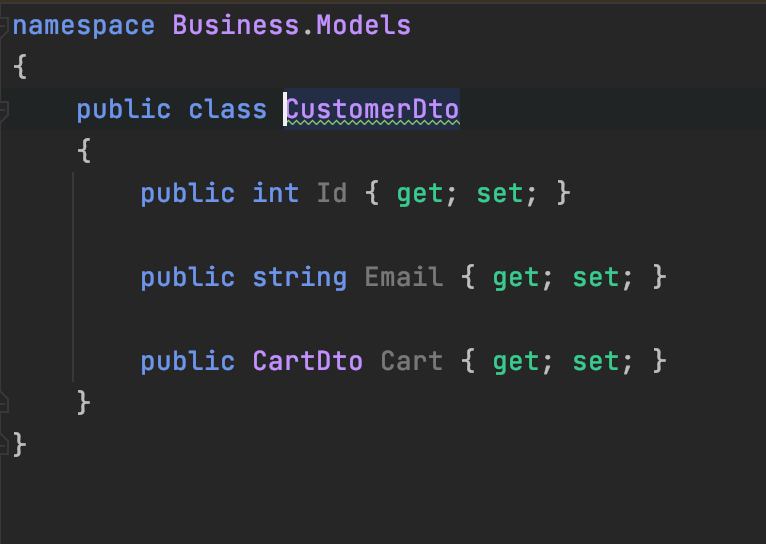 namespace Business.Models
{
public class CustomerDto
{
public int Id { get; set; }
public string Email { get; set; }
public CartDto Cart { get; set; }
}
}